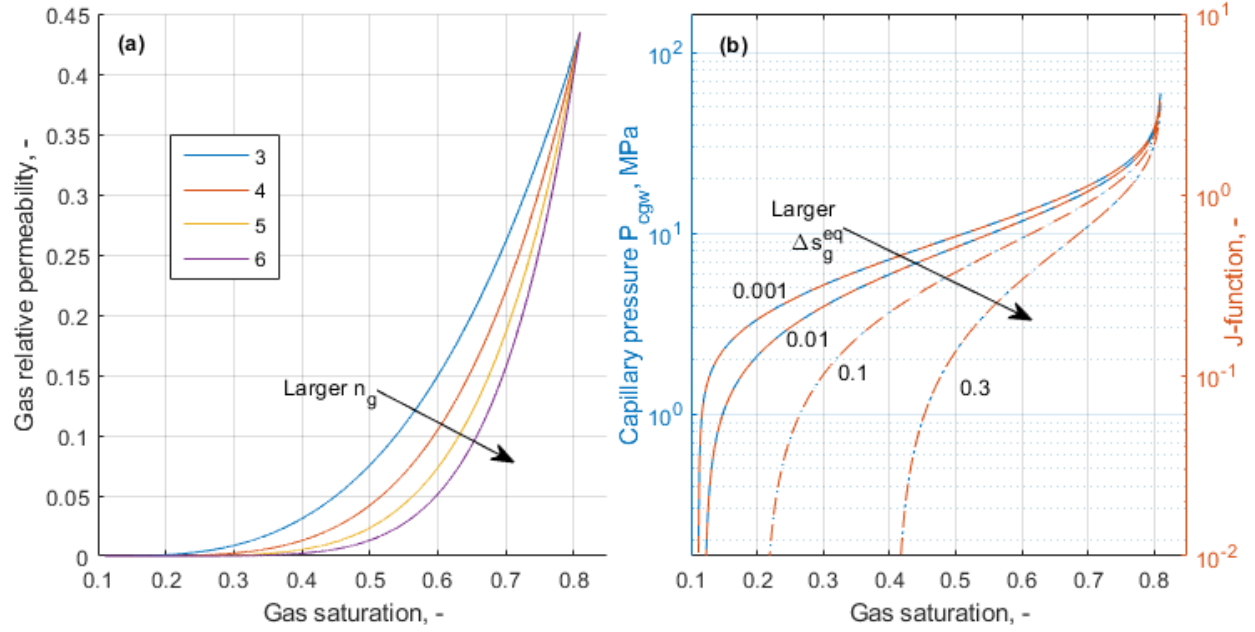 (a)
0.45
0.4
0.35
0.3
0.25
0.2
0.15
0.1
0.05
0
Gas relative permeability, -
3
4
5
6
Larger n_g
0.1 0.2 0.3 0.4 0.5 0.6 0.7 0.8
Gas saturation, -
(b)
10^2
10^1
10^0
Capillary pressure P_cgw, MPa
Larger
Δs_g^eq
0.001
0.01
0.1
0.3
0.1 0.2 0.3 0.4 0.5 0.6 0.7 0.8
Gas saturation, -
10^1
10^0
10^-1
10^-2
J-function, -